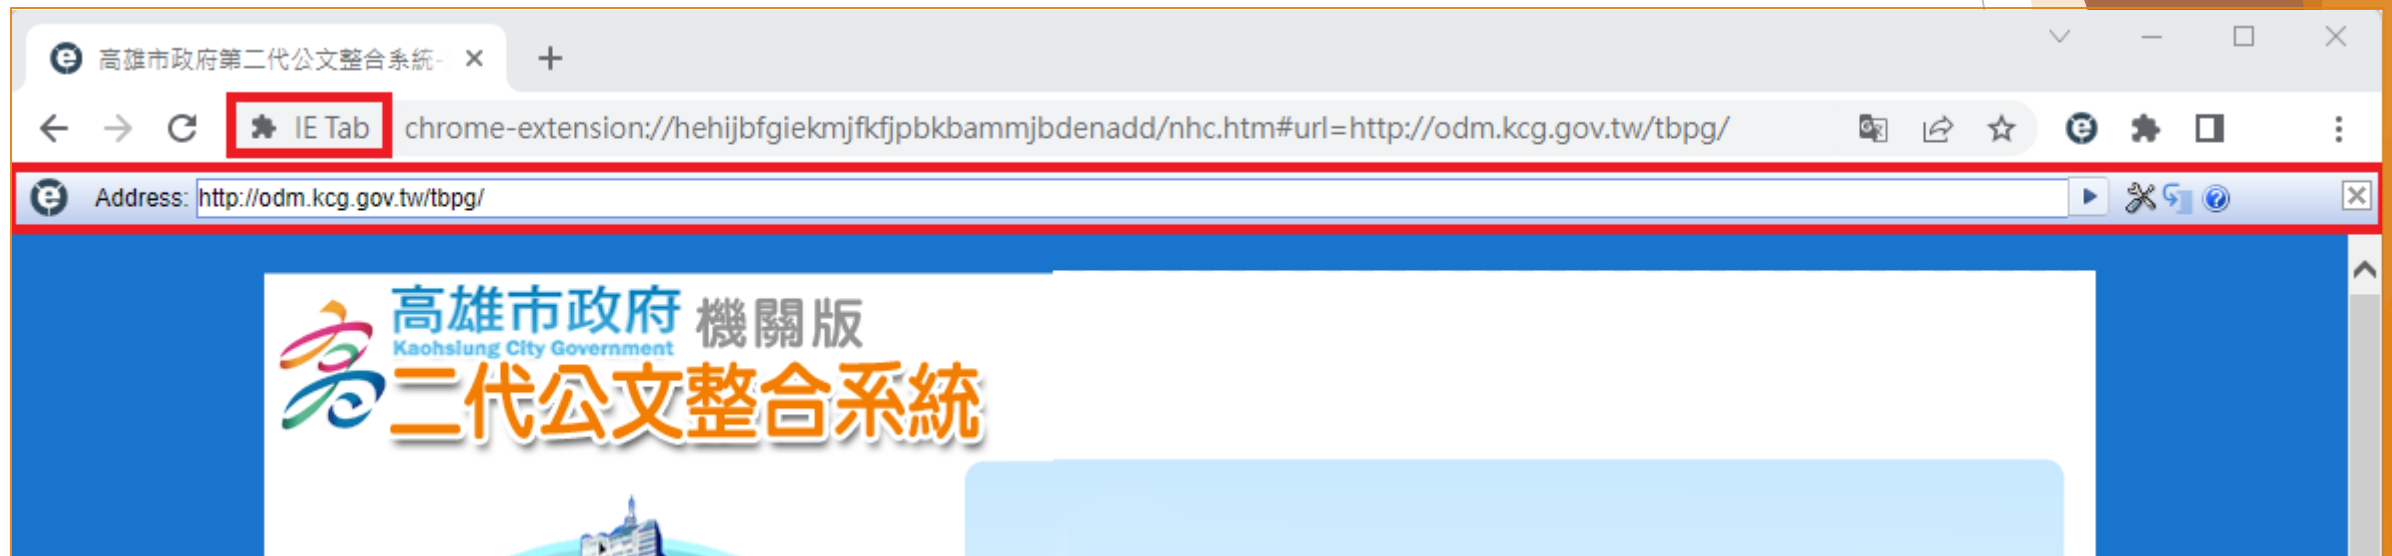 高雄市政府第二代公文整合系統-
IE Tab chrome-extension://hehijbfgiekmjfkfjpbkbammjbdenadd/nhc.htm#url=http://odm.kcg.gov.tw/tbpg/
Address: http://odm.kcg.gov.tw/tbpg/
高雄市政府 機關版
Kaohsiung City Government
二代公文整合系統